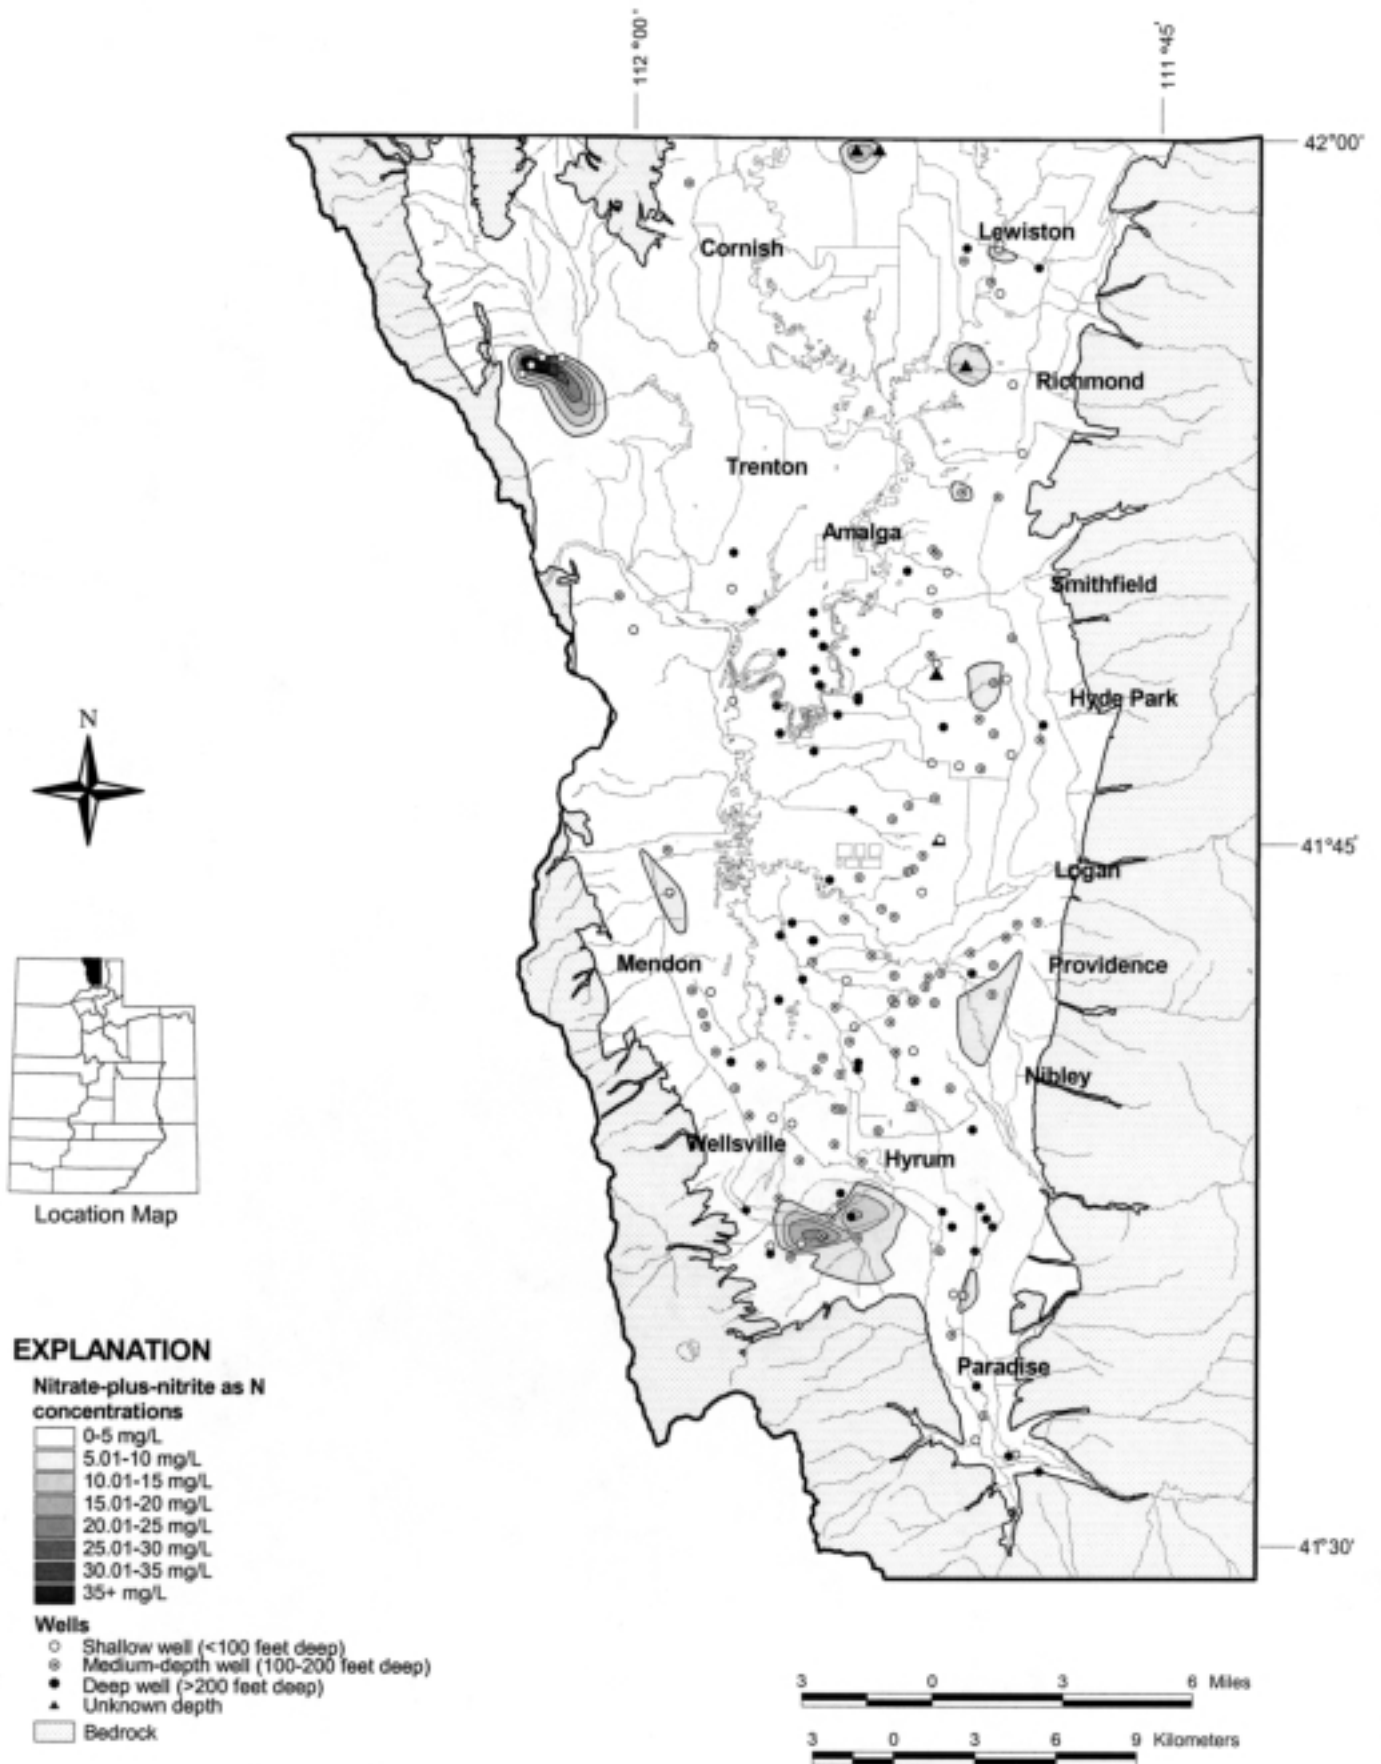 112 °00'
111 °45'
42°00'
Lewiston
Cornish
Richmond
Trenton
Amalga
Smithfield
Hyde Park
N
41°45'
Logan
Mendon
Providence
Nibley
Wellsville
Hyrum
Location Map
Paradise
41°30'
EXPLANATION
Nitrate-plus-nitrite as N
concentrations
0-5 mg/L
5.01-10 mg/L
10.01-15 mg/L
15.01-20 mg/L
20.01-25 mg/L
25.01-30 mg/L
30.01-35 mg/L
35+ mg/L
Wells
Shallow well (<100 feet deep)
Medium-depth well (100-200 feet deep)
Deep well (>200 feet deep)
Unknown depth
Bedrock
3 0 3 6 Miles
3 0 3 6 9 Kilometers